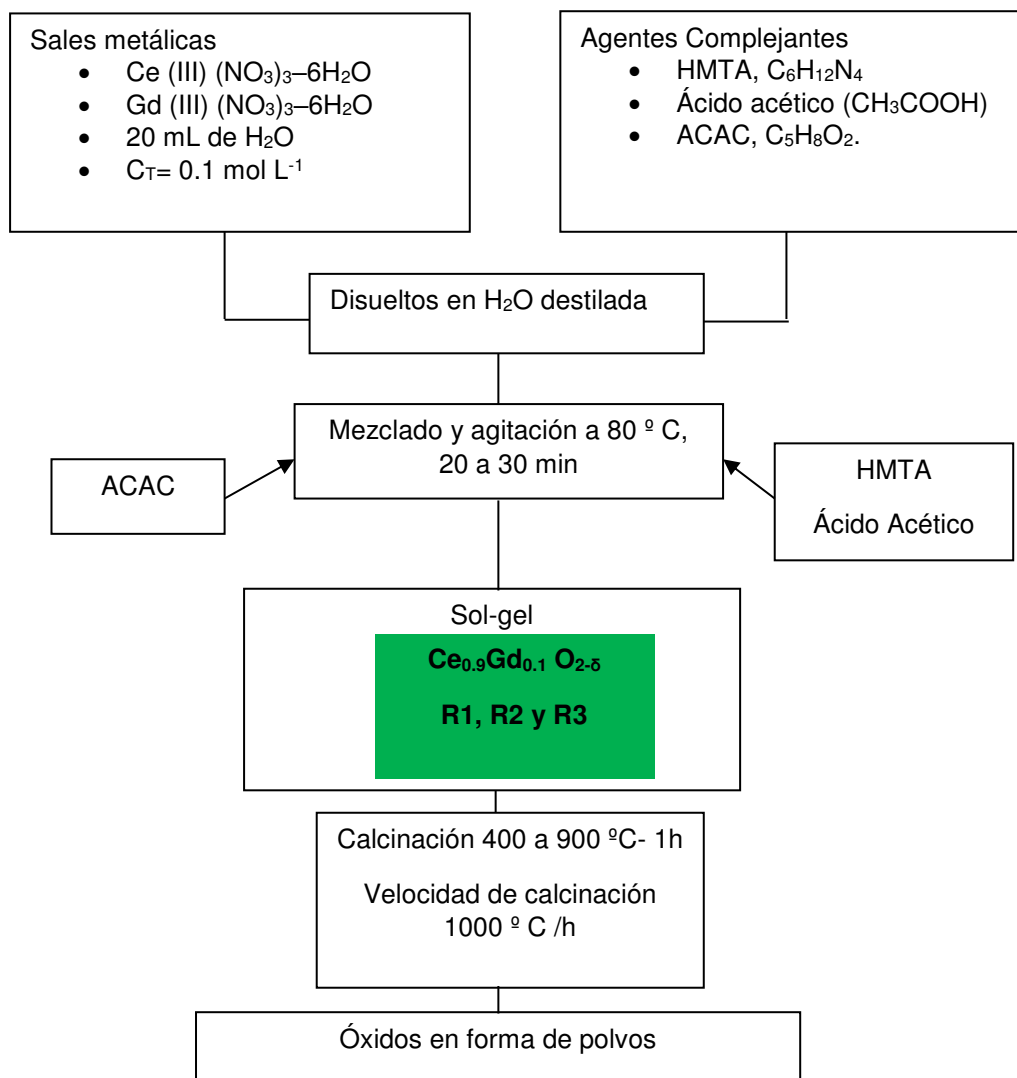 Sales metálicas
• Ce (III) (NO₃)₃–6H₂O
• Gd (III) (NO₃)₃–6H₂O
• 20 mL de H₂O
• C_T= 0.1 mol L⁻¹
Agentes Complejantes
• HMTA, C₆H₁₂N₄
• Ácido acético (CH₃COOH)
• ACAC, C₅H₈O₂.
Disueltos en H₂O destilada
Mezclado y agitación a 80 º C,
20 a 30 min
ACAC
HMTA
Ácido Acético
Sol-gel
Ce₀.₉Gd₀.₁ O₂₋δ
R1, R2 y R3
Calcinación 400 a 900 ºC- 1h
Velocidad de calcinación
1000 º C /h
Óxidos en forma de polvos